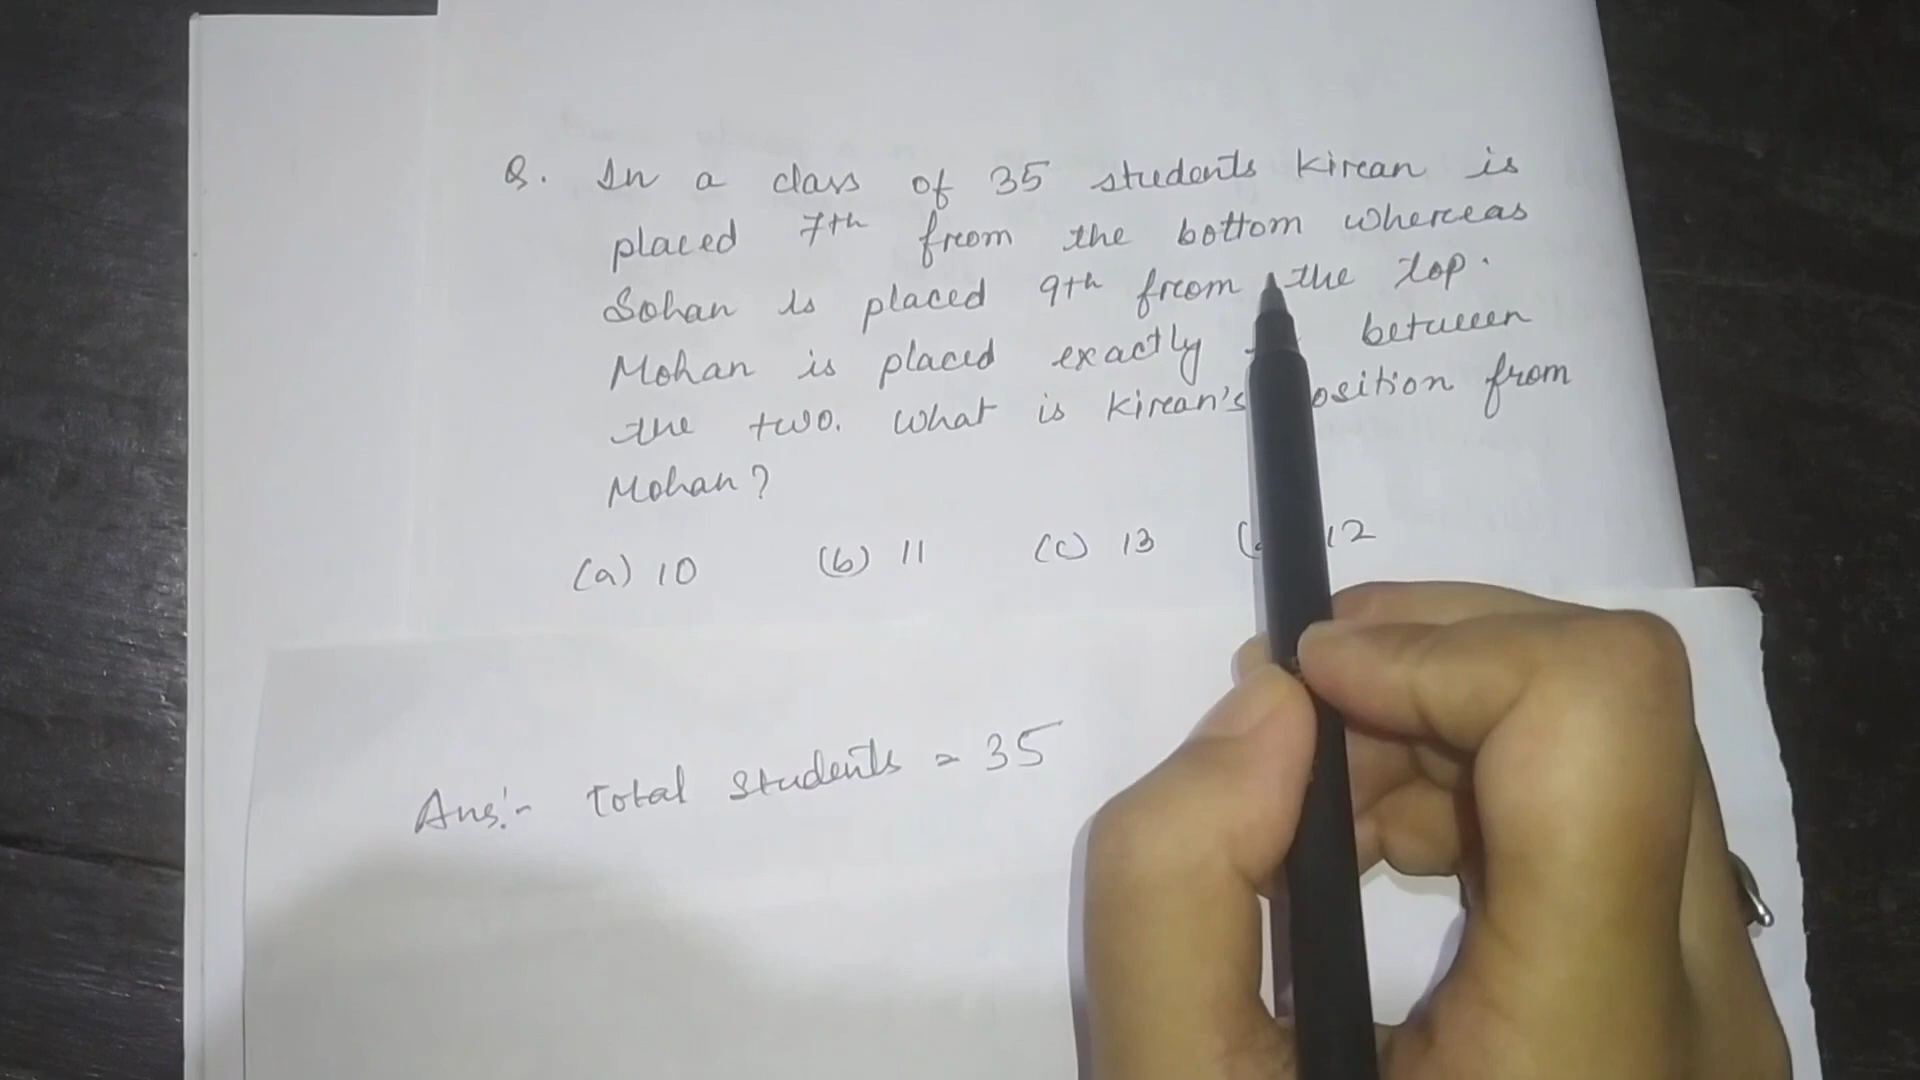 Q. In a class of 35 students Kirean is
placed 7th from the bottom whereas
Sohan is placed 9th from the top.
Mohan is placed exactly between
the two. What is Kirean's position from
Mohan?
(a) 10 (b) 11 (c) 13 12
Ans:- Total students = 35